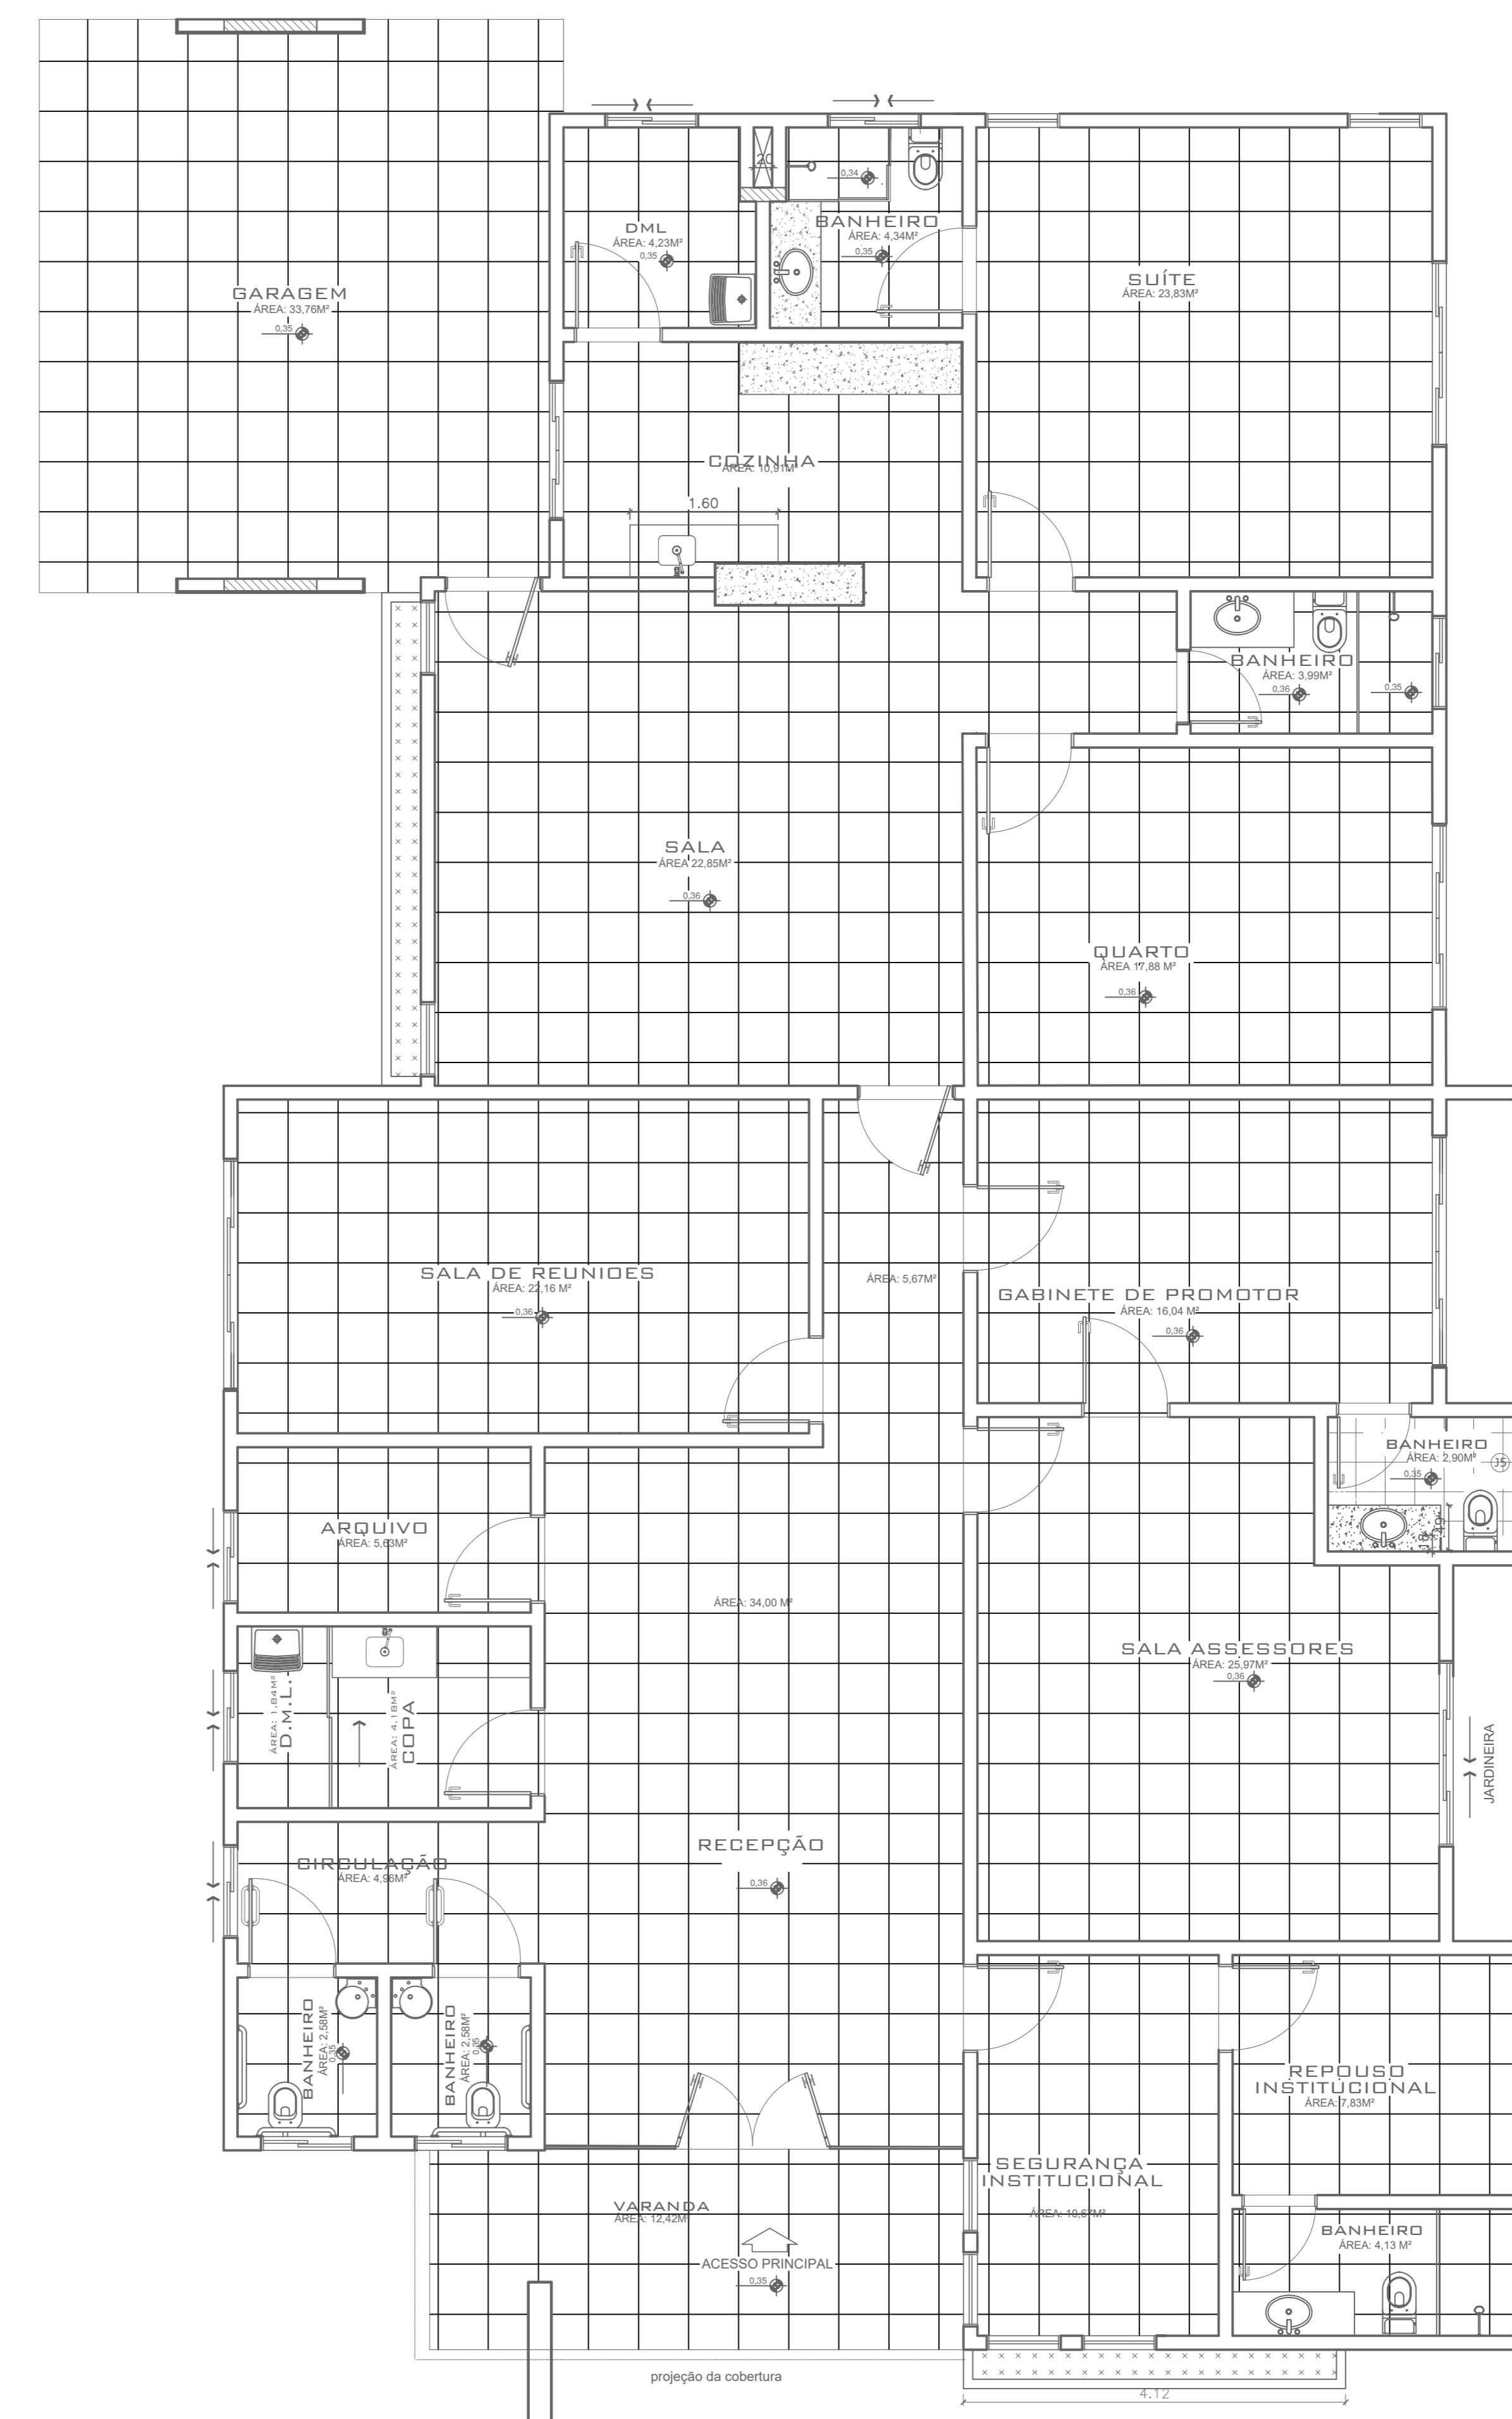 20
0,34
DML
ÁREA: 4,23M²
0,35
BANHEIRO
ÁREA: 4,34M²
0,35
GARAGEM
ÁREA: 33,76M²
0,35
SUÍTE
ÁREA: 23,83M²
COZINHA
ÁREA: 10,91M²
1.60
BANHEIRO
ÁREA: 3,99M²
0,36
0,35
SALA
ÁREA 22,85M²
0,36
QUARTO
ÁREA 17,88 M²
0,36
SALA DE REUNIOES
ÁREA: 22,16 M²
0,36
ÁREA: 5,67M²
GABINETE DE PROMOTOR
ÁREA: 16,04 M²
0,36
BANHEIRO
ÁREA: 2,90M²
0,35
J5
ARQUIVO
ÁREA: 5,63M²
ÁREA: 34,00 M²
SALA ASSESSORES
ÁREA: 25,97M²
0,36
D.M.L.
ÁREA: 1,84M²
COPA
ÁREA: 4,18M²
JARDINEIRA
RECEPÇÃO
0,36
CIRCULAÇÃO
ÁREA: 4,96M²
BANHEIRO
ÁREA: 2,58M²
0,35
BANHEIRO
ÁREA: 2,58M²
0,35
REPOUSO
INSTITUCIONAL
ÁREA: 7,83M²
SEGURANÇA
INSTITUCIONAL
ÁREA: 10,67M²
VARANDA
ÁREA: 12,42M²
ACESSO PRINCIPAL
0,35
BANHEIRO
ÁREA: 4,13 M²
projeção da cobertura
4.12